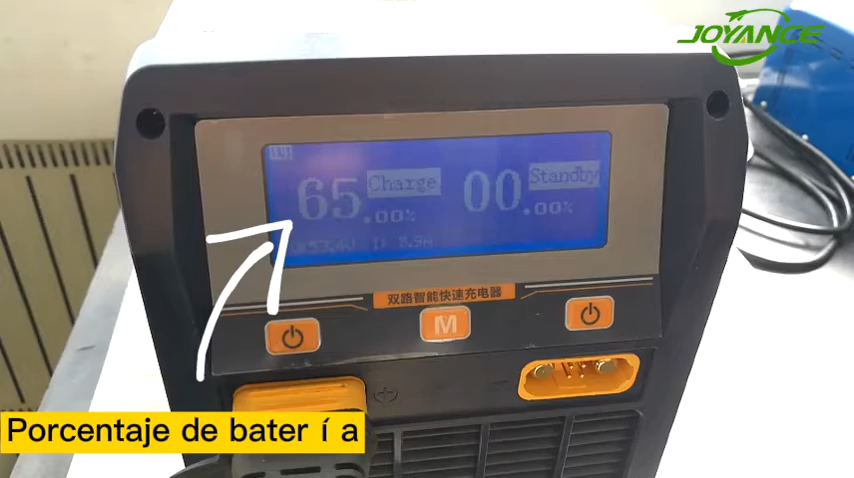 JOYANCE
65.00%
Charge
00.00%
Standby
双路智能快速充电器
M
Porcentaje de bater í a